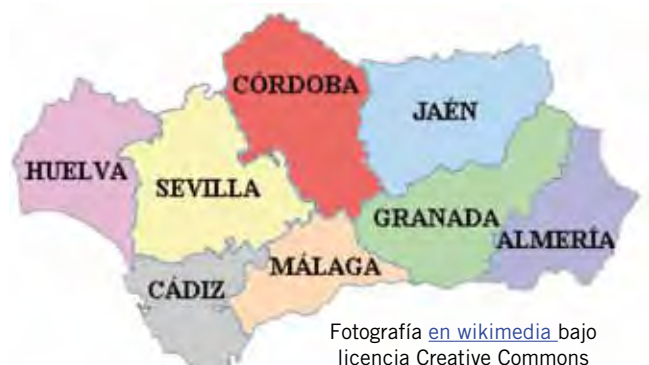 CÓRDOBA
JAÉN
HUELVA
SEVILLA
GRANADA
ALMERÍA
MÁLAGA
CÁDIZ
Fotografía en wikimedia bajo
licencia Creative Commons